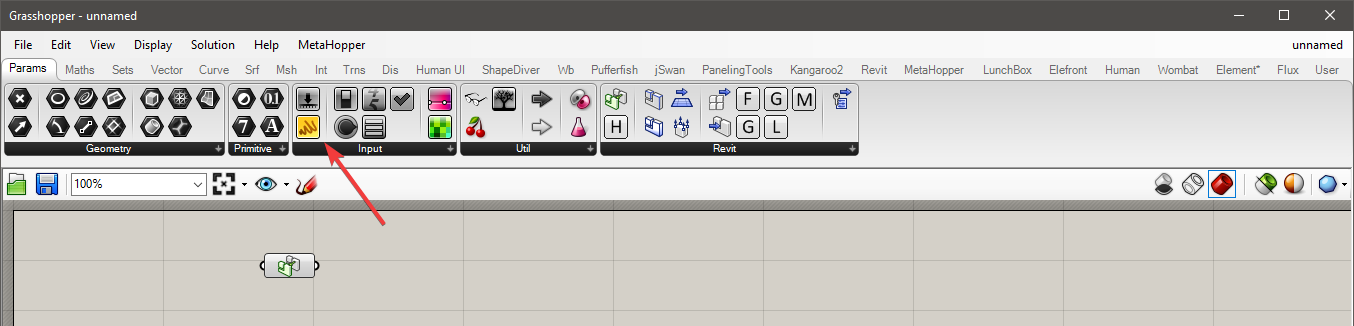 Grasshopper - unnamed
File Edit View Display Solution Help MetaHopper unnamed
Params Maths Sets Vector Curve Srf Msh Int Trns Dis Human UI ShapeDiver Wb Pufferfish jSwan PanelingTools Kangaroo2 Revit MetaHopper LunchBox Elefront Human Wombat Element* Flux User
0.1 F G M
7 A H G L
Geometry Primitive Input Util Revit
100%